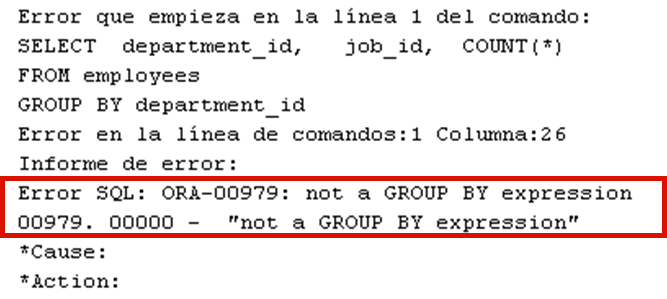 Error que empieza en la línea 1 del comando:
SELECT department_id, job_id, COUNT(*)
FROM employees
GROUP BY department_id
Error en la línea de comandos:1 Columna:26
Informe de error:
Error SQL: ORA-00979: not a GROUP BY expression
00979. 00000 - "not a GROUP BY expression"
*Cause:
*Action: